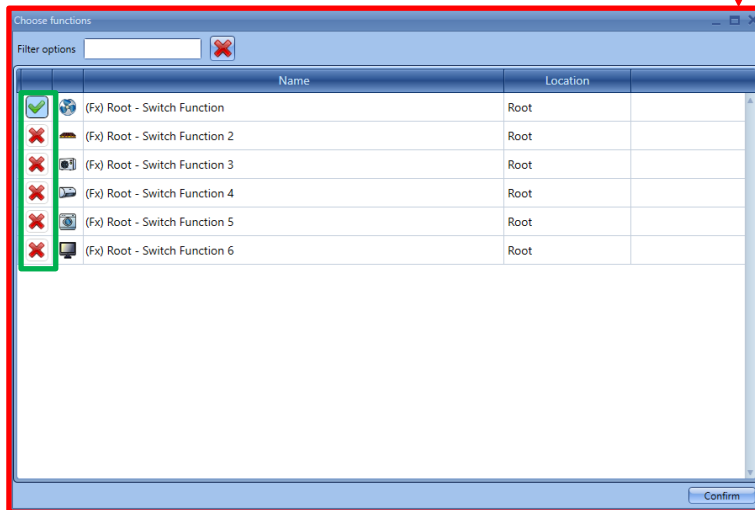 Choose functions
Filter options
Name Location
(Fx) Root - Switch Function Root
(Fx) Root - Switch Function 2 Root
(Fx) Root - Switch Function 3 Root
(Fx) Root - Switch Function 4 Root
(Fx) Root - Switch Function 5 Root
(Fx) Root - Switch Function 6 Root
Confirm